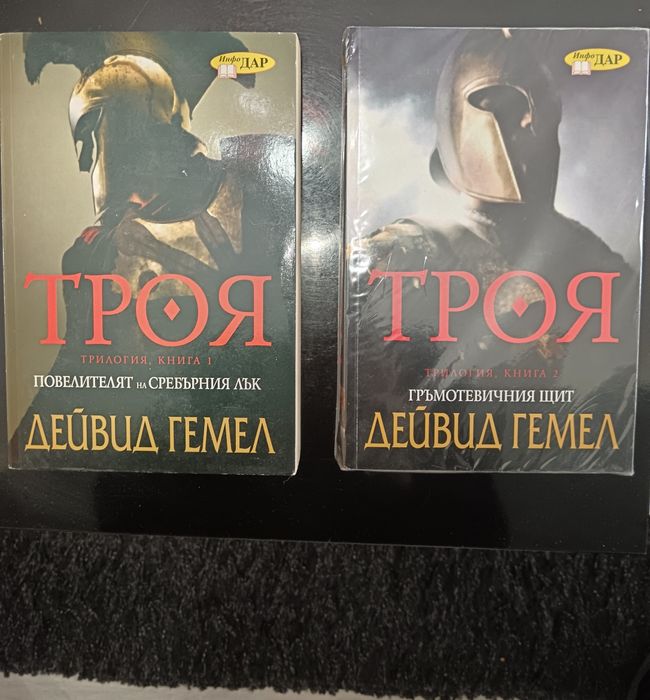 Инфо
ДАР
ТРОЯ
ТРИЛОГИЯ, КНИГА 1
ПОВЕЛИТЕЛЯТ НА СРЕБЪРНИЯ ЛЪК
ДЕЙВИД ГЕМЕЛ
Инфо
ДАР
ТРОЯ
ТРИЛОГИЯ, КНИГА 2
ГРЪМОТЕВИЧНИЯ ЩИТ
ДЕЙВИД ГЕМЕЛ